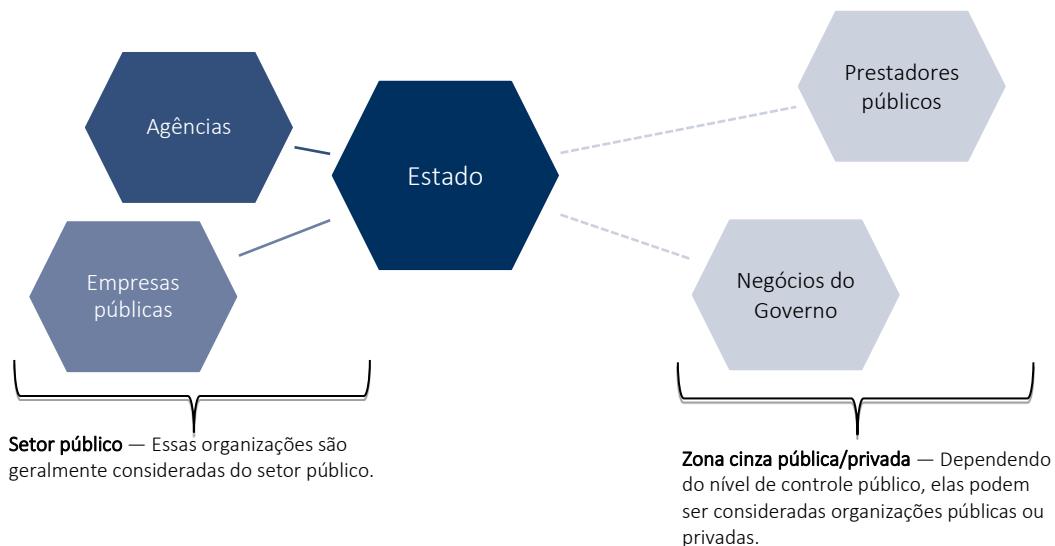 Agências
Estado
Prestadores
públicos
Empresas
públicas
Negócios do
Governo
Setor público — Essas organizações são
geralmente consideradas do setor público.
Zona cinza pública/privada — Dependendo
do nível de controle público, elas podem
ser consideradas organizações públicas ou
privadas.